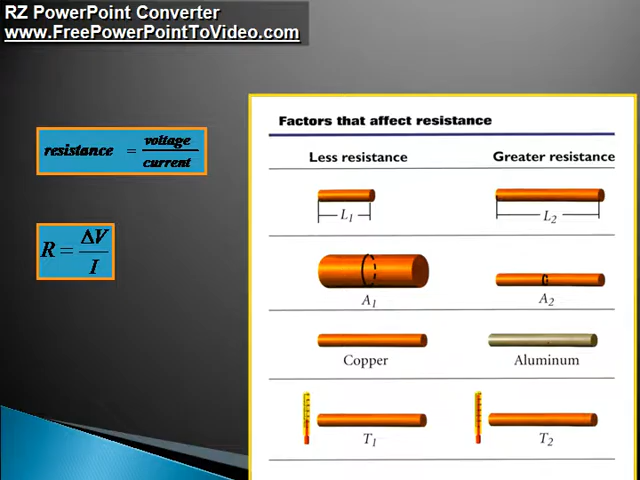 RZ PowerPoint Converter
www.FreePowerPointToVideo.com
resistance = voltage / current
R = ΔV / I
Factors that affect resistance
Less resistance Greater resistance
L1 L2
A1 A2
Copper Aluminum
T1 T2